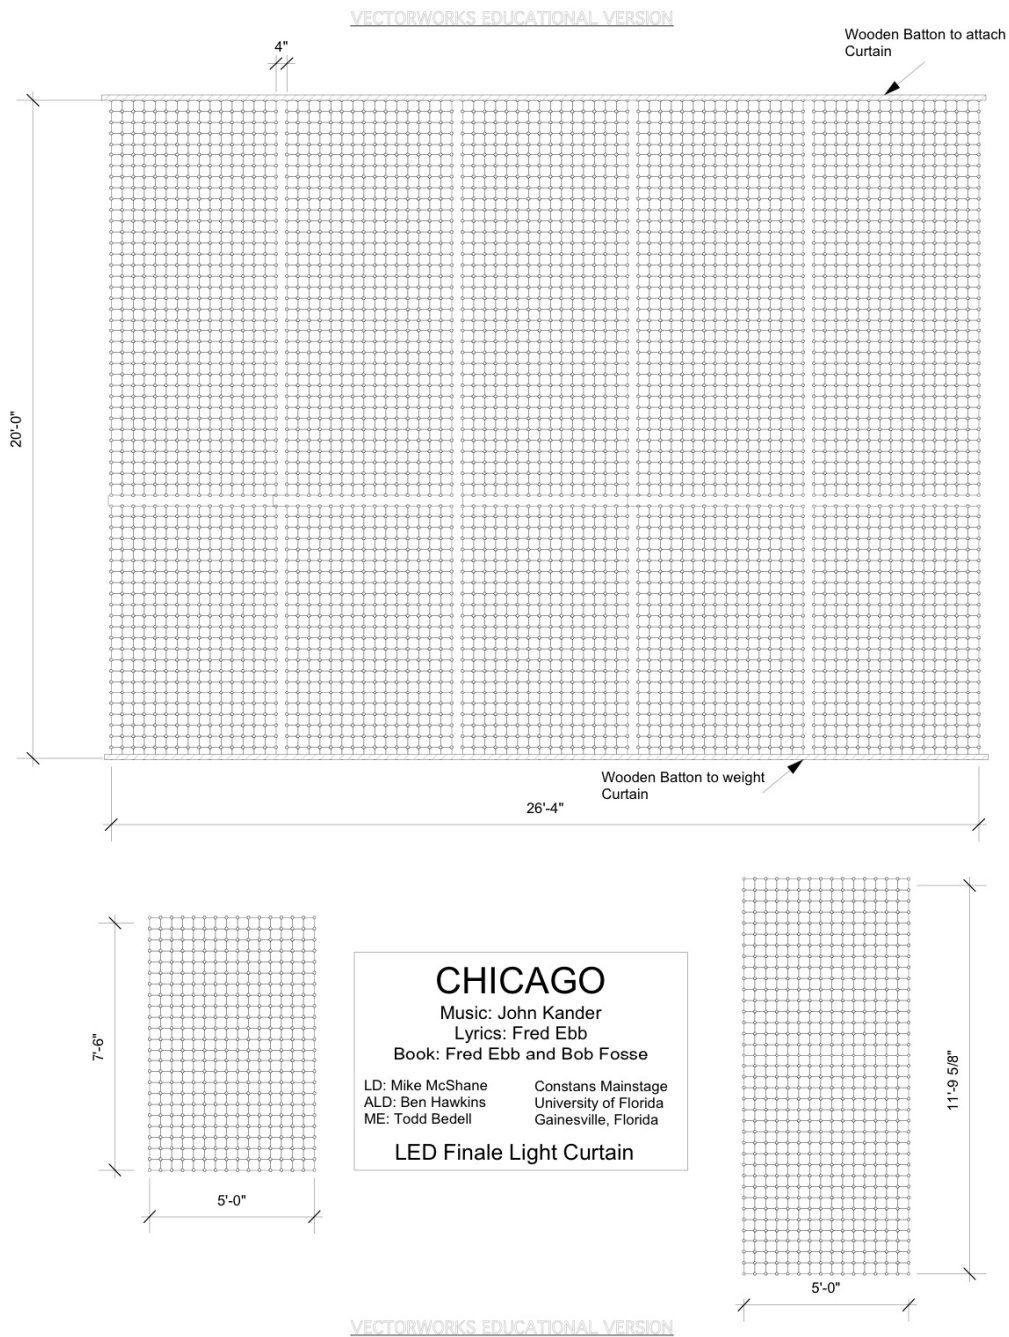 VECTORWORKS EDUCATIONAL VERSION
Wooden Batton to attach
Curtain
4"
20'-0"
Wooden Batton to weight
Curtain
26'-4"
7'-6"
5'-0"
CHICAGO
Music: John Kander
Lyrics: Fred Ebb
Book: Fred Ebb and Bob Fosse
LD: Mike McShane
ALD: Ben Hawkins
ME: Todd Bedell
Constans Mainstage
University of Florida
Gainesville, Florida
LED Finale Light Curtain
11'-9 5/8"
5'-0"
VECTORWORKS EDUCATIONAL VERSION